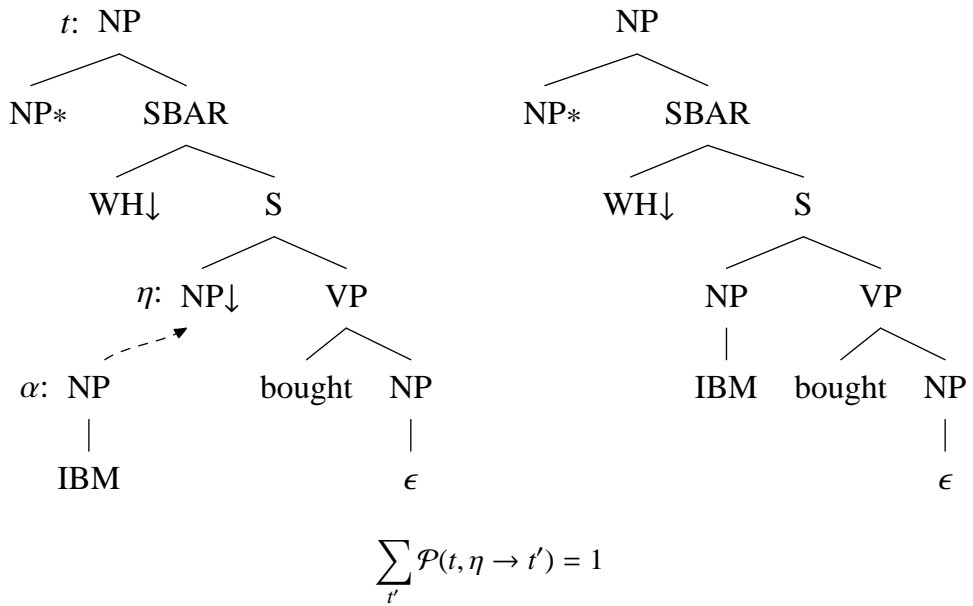 t: NP NP
NP* SBAR NP* SBAR
WH↓ S WH↓ S
η: NP↓ VP NP VP
α: NP bought NP IBM bought NP
IBM ϵ ϵ
∑_{t'} 𝒫(t, η → t') = 1